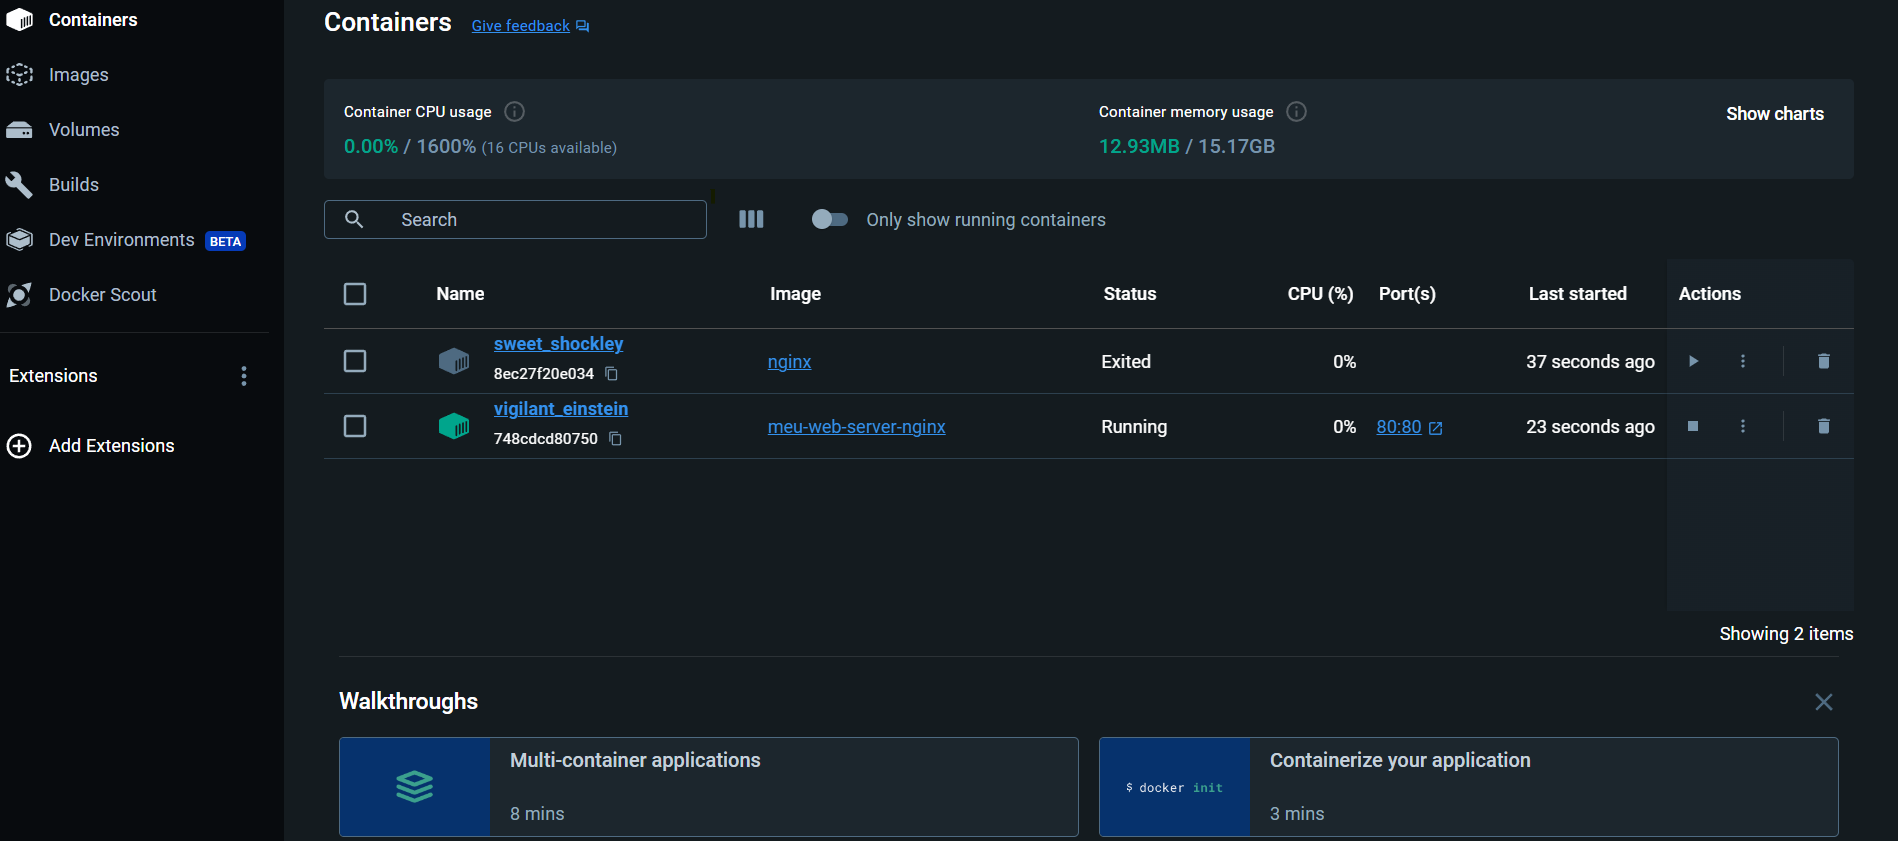 Containers
Images
Volumes
Builds
Dev Environments BETA
Docker Scout
Extensions
Add Extensions
Containers Give feedback
Container CPU usage
0.00% / 1600% (16 CPUs available)
Container memory usage
12.93MB / 15.17GB
Show charts
Search
Only show running containers
Name Image Status CPU (%) Port(s) Last started Actions
sweet_shockley
8ec27f20e034
nginx Exited 0% 37 seconds ago
vigilant_einstein
748cdcd80750
meu-web-server-nginx Running 0% 80:80 23 seconds ago
Showing 2 items
Walkthroughs
Multi-container applications
8 mins
$ docker init
Containerize your application
3 mins